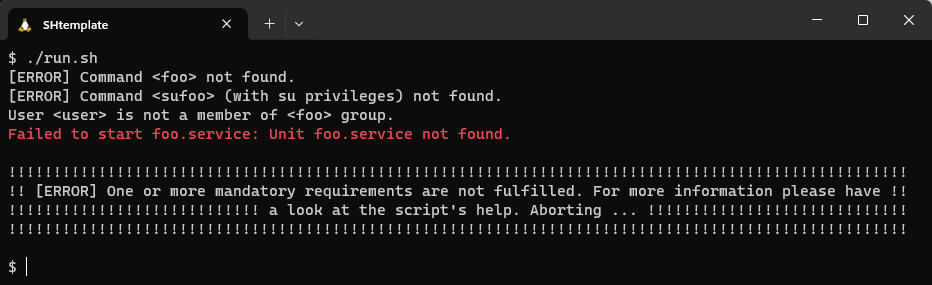 SHtemplate
$ ./run.sh
[ERROR] Command <foo> not found.
[ERROR] Command <sufoo> (with su privileges) not found.
User <user> is not a member of <foo> group.
Failed to start foo.service: Unit foo.service not found.
!!!!!!!!!!!!!!!!!!!!!!!!!!!!!!!!!!!!!!!!!!!!!!!!!!!!!!!!!!!!!!!!!!!!!!!!!!!!!!!!!!!!!!!!!!!!!!!!!!!!
!! [ERROR] One or more mandatory requirements are not fulfilled. For more information please have !!
!!!!!!!!!!!!!!!!!!!!!!!!!!!! a look at the script's help. Aborting ... !!!!!!!!!!!!!!!!!!!!!!!!!!!!!
!!!!!!!!!!!!!!!!!!!!!!!!!!!!!!!!!!!!!!!!!!!!!!!!!!!!!!!!!!!!!!!!!!!!!!!!!!!!!!!!!!!!!!!!!!!!!!!!!!!!
$